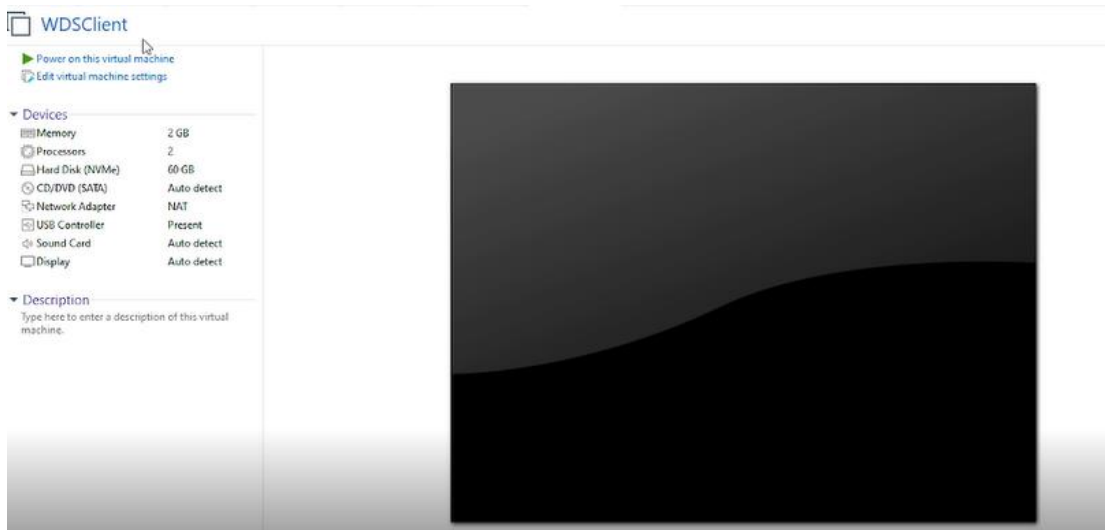 WDSClient
Power on this virtual machine
Edit virtual machine settings
Devices
Memory 2 GB
Processors 2
Hard Disk (NVMe) 60 GB
CD/DVD (SATA) Auto detect
Network Adapter NAT
USB Controller Present
Sound Card Auto detect
Display Auto detect
Description
Type here to enter a description of this virtual
machine.